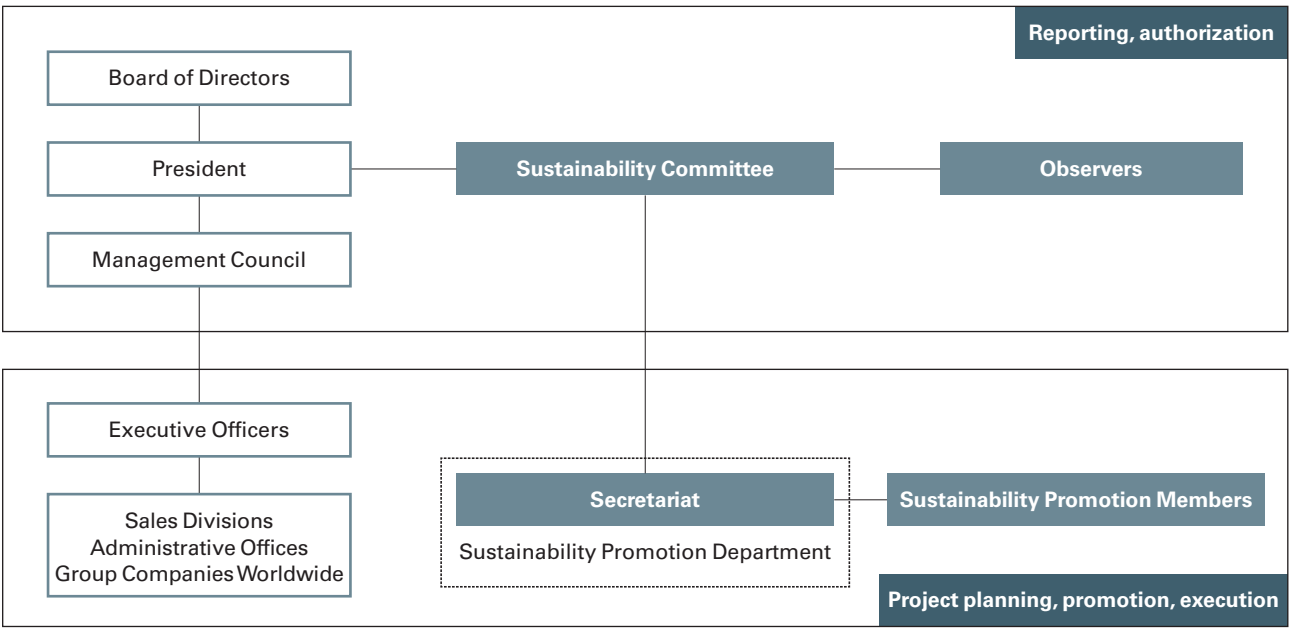 Reporting, authorization
Board of Directors
President
Sustainability Committee
Observers
Management Council
Executive Officers
Secretariat
Sustainability Promotion Members
Sales Divisions
Administrative Offices
Group Companies Worldwide
Sustainability Promotion Department
Project planning, promotion, execution